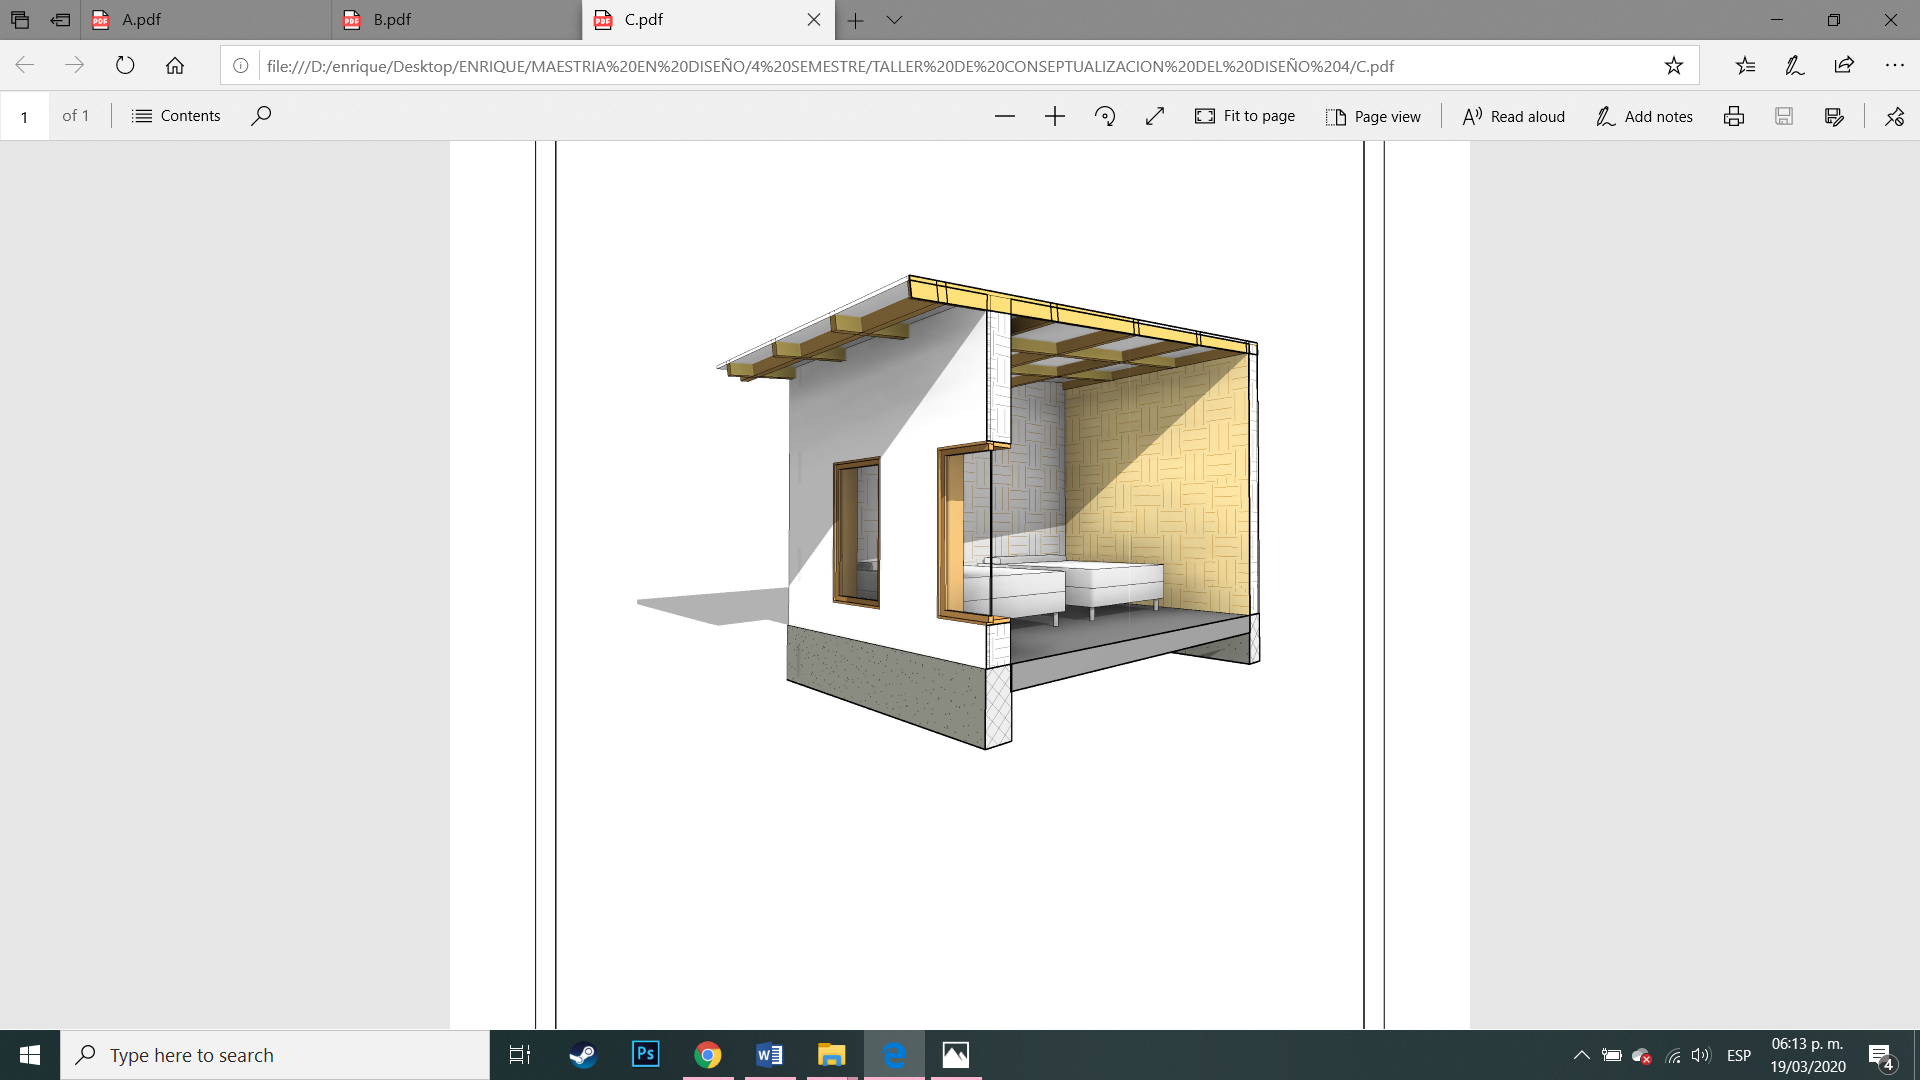 A.pdf
B.pdf
C.pdf
file:///D:/enrique/Desktop/ENRIQUE/MAESTRIA%20EN%20DISEÑO/4%20SEMESTRE/TALLER%20DE%20CONSEPTUALIZACION%20DEL%20DISEÑO%204/C.pdf
1 of 1 Contents Fit to page Page view Read aloud Add notes
Type here to search
Ps
ESP
06:13 p. m.
19/03/2020
4